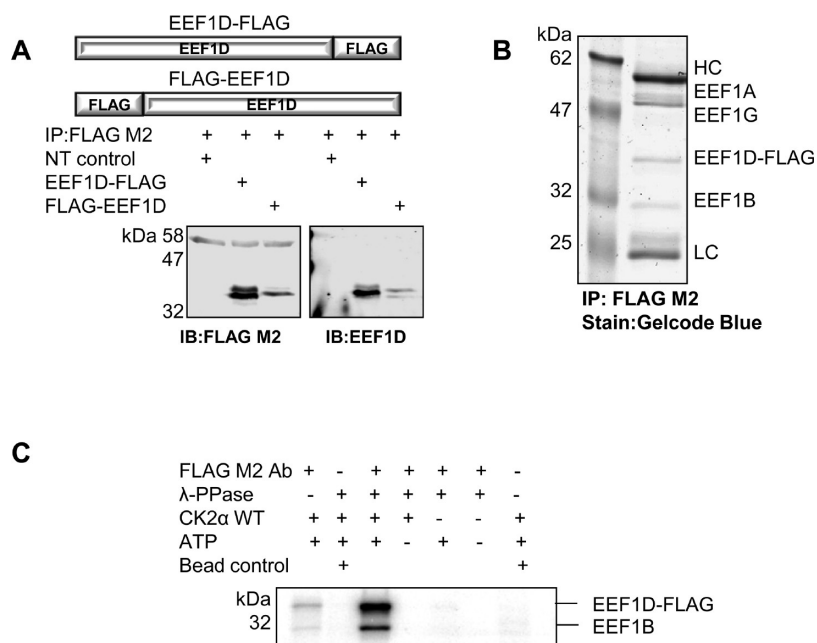 A
EEF1D-FLAG
EEF1D FLAG
FLAG-EEF1D
FLAG EEF1D
IP:FLAG M2 + + + + + +
NT control + +
EEF1D-FLAG + +
FLAG-EEF1D + +
kDa 58
47
32
IB:FLAG M2 IB:EEF1D
B
kDa
62
47
32
25
HC
EEF1A
EEF1G
EEF1D-FLAG
EEF1B
LC
IP: FLAG M2
Stain:Gelcode Blue
C
FLAG M2 Ab + - + + + + -
λ-PPase - + + + + + -
CK2α WT + + + + - - +
ATP + + + - + - +
Bead control + +
kDa
32
EEF1D-FLAG
EEF1B